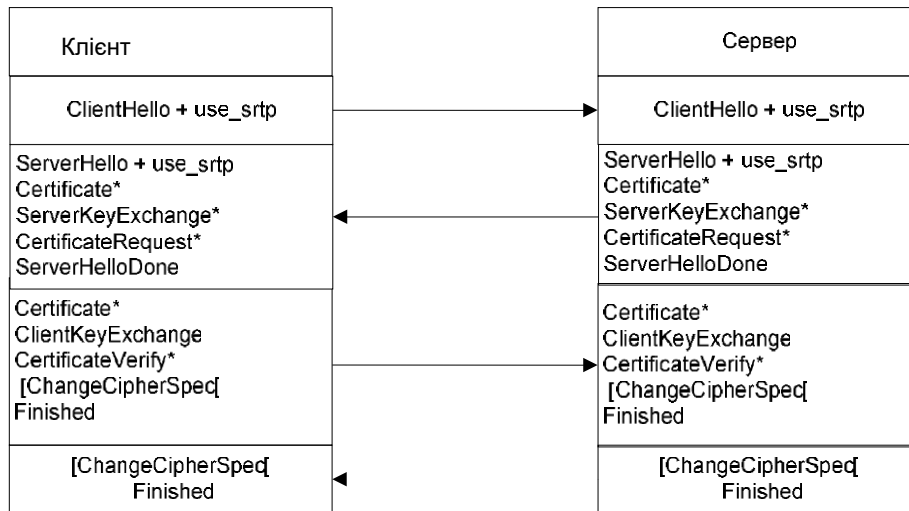 Клієнт
Сервер
ClientHello + use_srtp
ClientHello + use_srtp
ServerHello + use_srtp
Certificate*
ServerKeyExchange*
CertificateRequest*
ServerHelloDone
ServerHello + use_srtp
Certificate*
ServerKeyExchange*
CertificateRequest*
ServerHelloDone
Certificate*
ClientKeyExchange
CertificateVerify*
[ChangeCipherSpec[
Finished
Certificate*
ClientKeyExchange
CertificateVerify*
[ChangeCipherSpec[
Finished
[ChangeCipherSpec[
Finished
[ChangeCipherSpec[
Finished